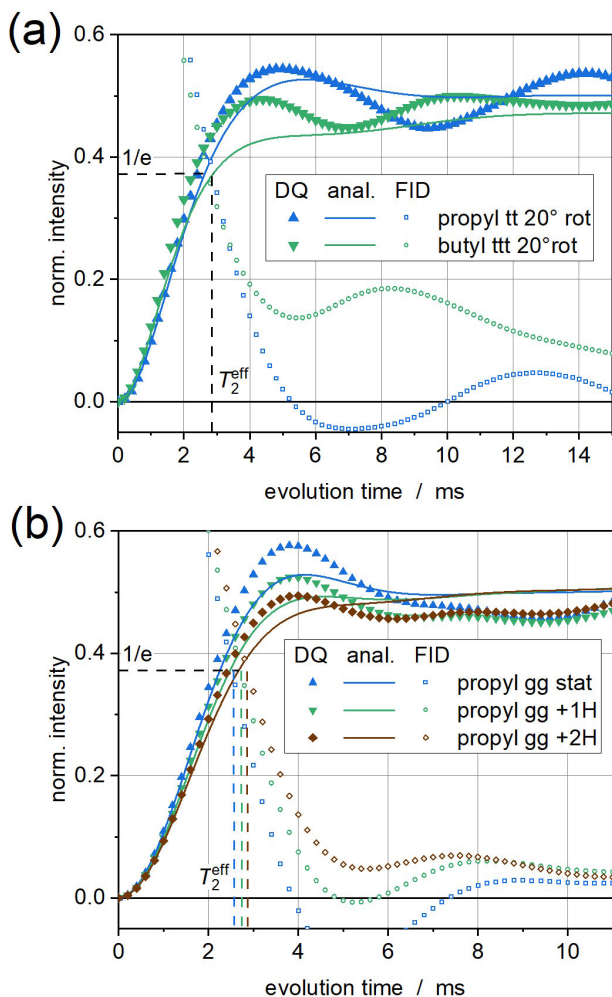 (a)
0.6
0.4
0.2
0.0
norm. intensity
1/e
DQ anal. FID
propyl tt 20° rot
butyl ttt 20°rot
T2eff
0 2 4 6 8 10 12 14
evolution time / ms
(b)
0.6
0.4
0.2
0.0
norm. intensity
1/e
DQ anal. FID
propyl gg stat
propyl gg +1H
propyl gg +2H
T2eff
0 2 4 6 8 10
evolution time / ms